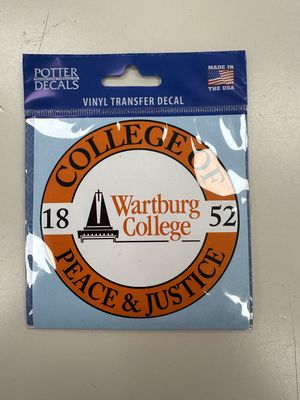 POTTER
DECALS
MADE IN
THE USA
VINYL TRANSFER DECAL
COLLEGE OF
18
Wartburg
College
52
PEACE & JUSTICE